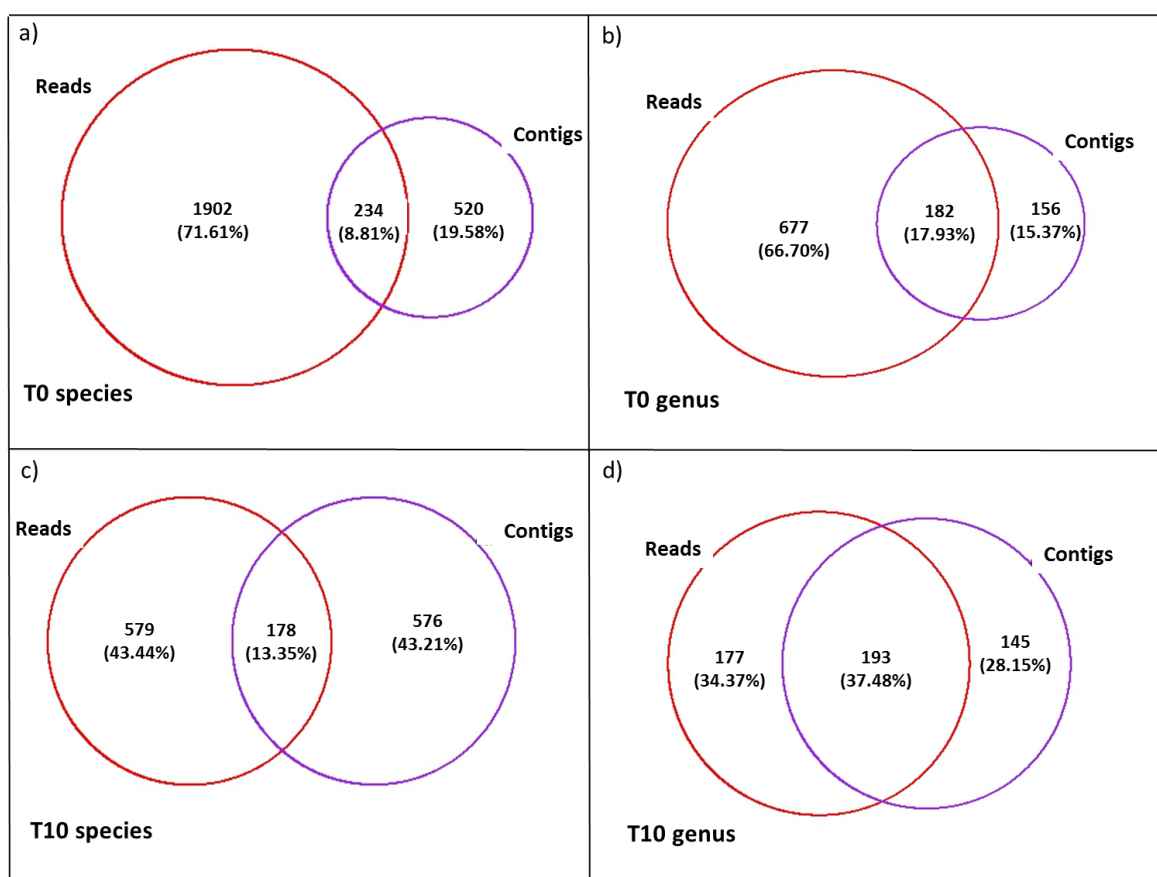 a)
Reads
Contigs
1902
(71.61%)
234
(8.81%)
520
(19.58%)
T0 species
b)
Reads
Contigs
677
(66.70%)
182
(17.93%)
156
(15.37%)
T0 genus
c)
Reads
Contigs
579
(43.44%)
178
(13.35%)
576
(43.21%)
T10 species
d)
Reads
Contigs
177
(34.37%)
193
(37.48%)
145
(28.15%)
T10 genus